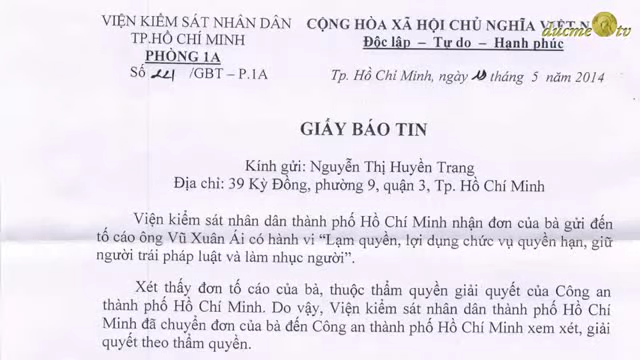 VIỆN KIỂM SÁT NHÂN DÂN
TP.HỒ CHÍ MINH
PHÒNG 1A
Số /GBT – P.1A
CỘNG HÒA XÃ HỘI CHỦ NGHĨA VIỆT N
Độc lập – Tự do – Hạnh phúc
ducme tv
Tp. Hồ Chí Minh, ngày tháng 5 năm 2014
GIẤY BÁO TIN
Kính gửi: Nguyễn Thị Huyền Trang
Địa chỉ: 39 Kỳ Đồng, phường 9, quận 3, Tp. Hồ Chí Minh
Viện kiểm sát nhân dân thành phố Hồ Chí Minh nhận đơn của bà gửi đến
tố cáo ông Vũ Xuân Ái có hành vi “Lạm quyền, lợi dụng chức vụ quyền hạn, giữ
người trái pháp luật và làm nhục người”.
Xét thấy đơn tố cáo của bà, thuộc thẩm quyền giải quyết của Công an
thành phố Hồ Chí Minh. Do vậy, Viện kiểm sát nhân dân thành phố Hồ Chí
Minh đã chuyển đơn của bà đến Công an thành phố Hồ Chí Minh xem xét, giải
quyết theo thẩm quyền.